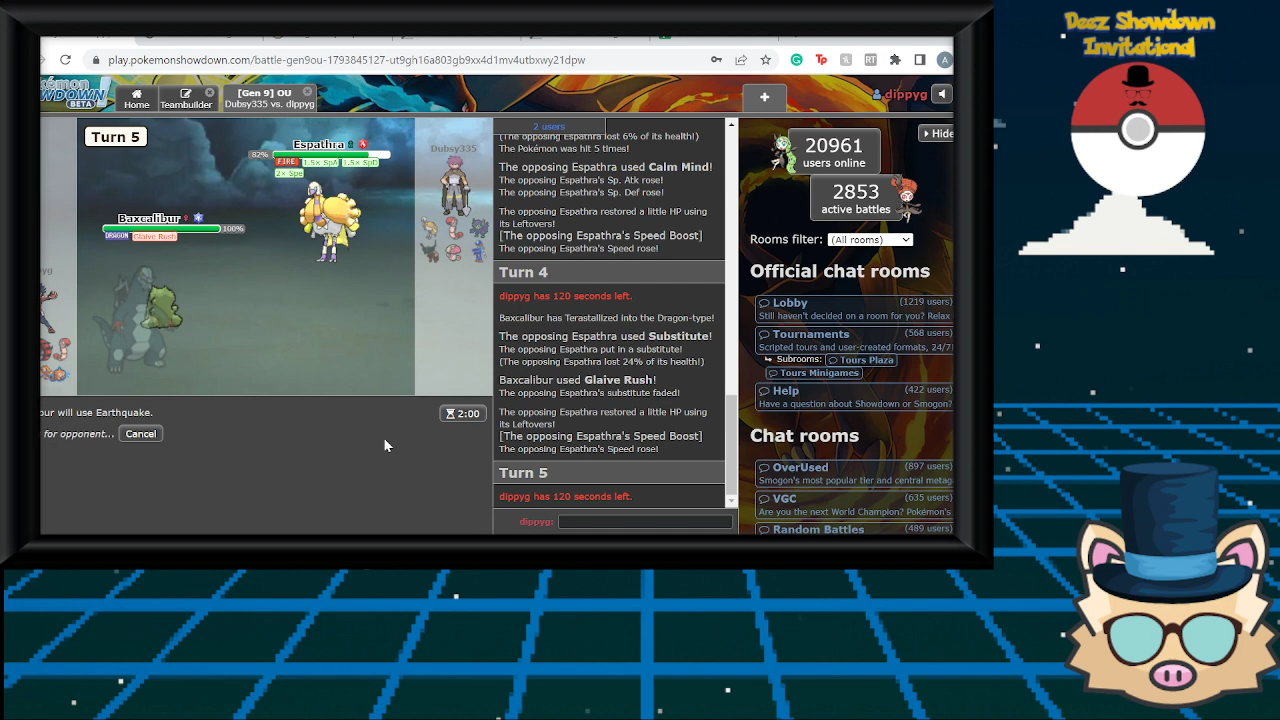 Deez Showdown
Invitational
play.pokemonshowdown.com/battle-gen9ou-1793845127-
WDOWN
BETA
Home
Teambuilder
[Gen 9] OU
Dubsy335 vs. dippyg
dippyg
Turn 5
Espathra
82%
FIRE 1.5× SpA 1.5× SpD
2× Spe
Dubsy335
Baxcalibur
100%
DRAGON Glaive Rush
our will use Earthquake.
for opponent... Cancel
2:00
2 users
(The opposing Espathra lost 6% of its health!)
The Pokémon was hit 5 times!
The opposing Espathra used Calm Mind!
The opposing Espathra's Sp. Atk rose!
The opposing Espathra's Sp. Def rose!
The opposing Espathra restored a little HP using
its Leftovers!
[The opposing Espathra's Speed Boost]
The opposing Espathra's Speed rose!
Turn 4
dippyg has 120 seconds left.
Baxcalibur has Terastallized into the Dragon-type!
The opposing Espathra used Substitute!
The opposing Espathra put in a substitute!
(The opposing Espathra lost 24% of its health!)
Baxcalibur used Glaive Rush!
The opposing Espathra's substitute faded!
The opposing Espathra restored a little HP using
its Leftovers!
[The opposing Espathra's Speed Boost]
The opposing Espathra's Speed rose!
Turn 5
dippyg has 120 seconds left.
dippyg:
20961
users online
2853
active battles
Hide
Rooms filter: (All rooms)
Official chat rooms
Lobby (1219 users)
Still haven't decided on a room for you? Relax
Tournaments (568 users)
Scripted tours and user-created formats, 24/7!
Subrooms: Tours Plaza
Tours Minigames
Help (422 users)
Have a question about Showdown or Smogon?
Chat rooms
OverUsed (897 users)
Smogon's most popular tier and central metag
VGC (635 users)
Are you the next World Champion? Pokémon's
Random Battles (489 users)